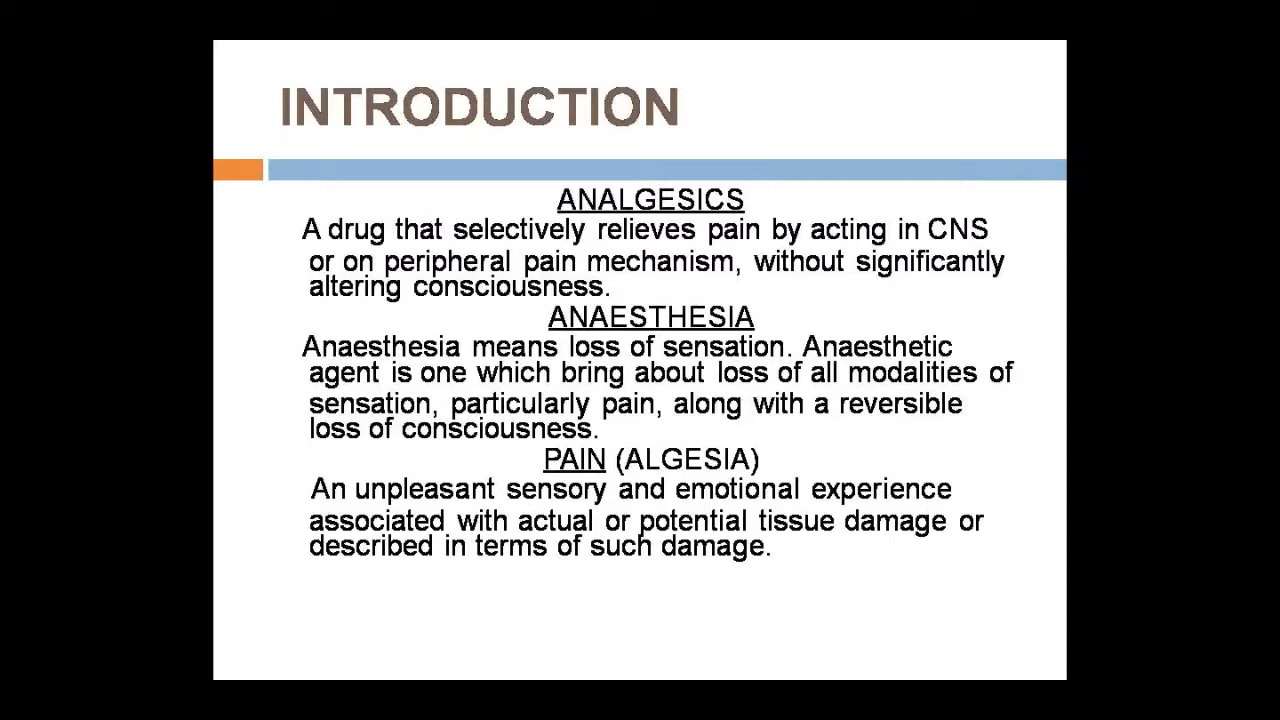 INTRODUCTION
ANALGESICS
A drug that selectively relieves pain by acting in CNS
or on peripheral pain mechanism, without significantly
altering consciousness.
ANAESTHESIA
Anaesthesia means loss of sensation. Anaesthetic
agent is one which bring about loss of all modalities of
sensation, particularly pain, along with a reversible
loss of consciousness.
PAIN (ALGESIA)
An unpleasant sensory and emotional experience
associated with actual or potential tissue damage or
described in terms of such damage.